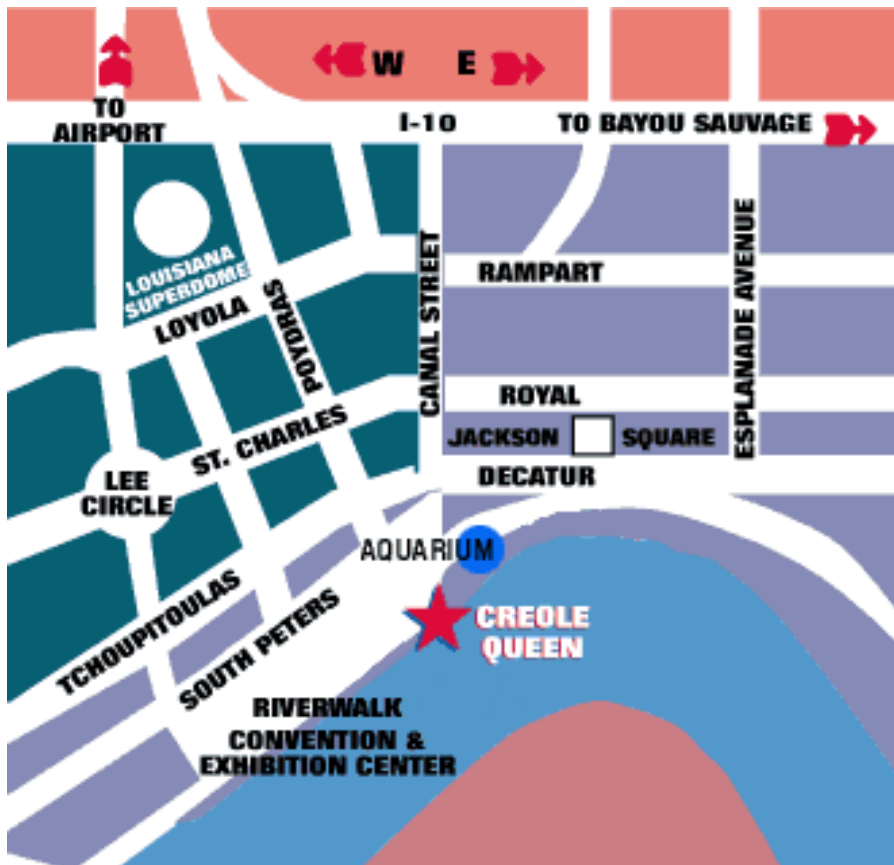 W E
TO
AIRPORT
I-10
TO BAYOU SAUVAGE
LOUISIANA
SUPERDOME
LOYOLA
POYDRAS
CANAL STREET
RAMPART
ESPLANADE AVENUE
ROYAL
JACKSON SQUARE
ST. CHARLES
DECATUR
LEE
CIRCLE
AQUARIUM
TCHOUPITOULAS
SOUTH PETERS
CREOLE
QUEEN
RIVERWALK
CONVENTION &
EXHIBITION CENTER